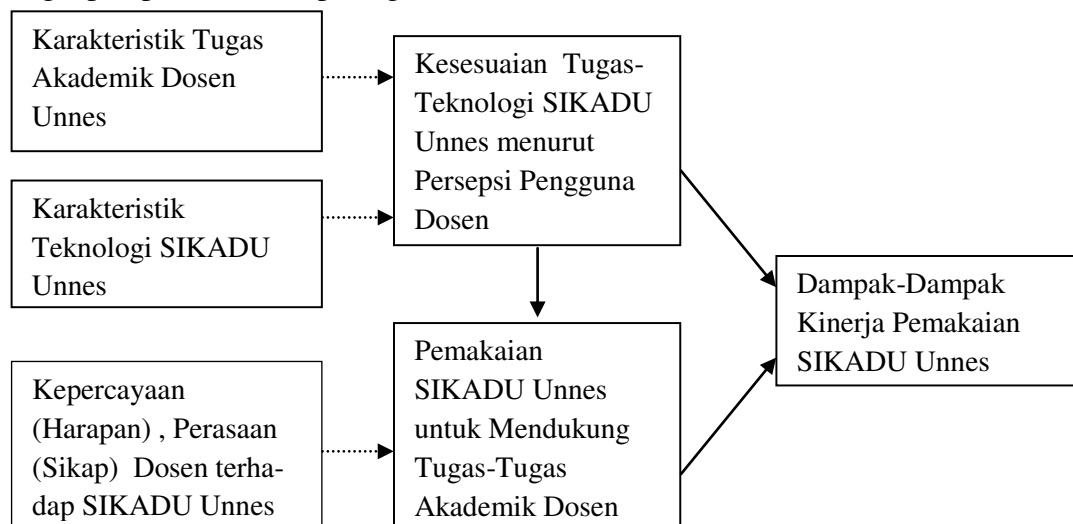 Karakteristik Tugas
Akademik Dosen
Unnes
Kesesuaian Tugas-
Teknologi SIKADU
Unnes menurut
Persepsi Pengguna
Dosen
Karakteristik
Teknologi SIKADU
Unnes
Dampak-Dampak
Kinerja Pemakaian
SIKADU Unnes
Pemakaian
SIKADU Unnes
untuk Mendukung
Tugas-Tugas
Akademik Dosen
Kepercayaan
(Harapan) , Perasaan
(Sikap) Dosen terha-
dap SIKADU Unnes